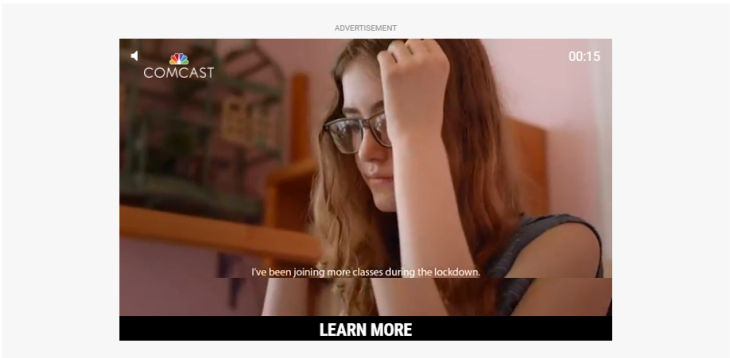 ADVERTISEMENT
COMCAST
00:15
I've been joining more classes during the lockdown.
LEARN MORE